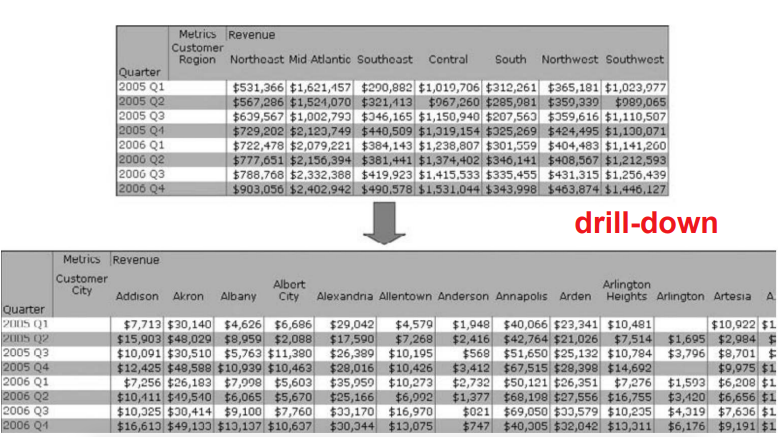 Metrics Revenue
Customer
Region Northeast Mid Atlantic Southeast Central South Northwest Southwest
Quarter
2005 Q1 $531,366 $1,621,457 $290,882 $1,019,706 $312,261 $365,181 $1,023,977
2005 Q2 $567,286 $1,524,070 $321,413 $967,260 $285,981 $359,339 $989,065
2005 Q3 $639,567 $1,002,793 $346,165 $1,150,940 $207,563 $359,616 $1,110,507
2005 Q4 $729,202 $2,123,749 $440,509 $1,319,154 $325,269 $424,495 $1,130,071
2006 Q1 $722,478 $2,079,221 $384,143 $1,238,807 $301,559 $404,483 $1,141,260
2006 Q2 $777,651 $2,156,394 $381,441 $1,374,402 $346,141 $408,567 $1,212,593
2006 Q3 $788,768 $2,332,388 $419,923 $1,415,533 $335,455 $431,315 $1,256,439
2006 Q4 $903,056 $2,402,942 $490,578 $1,531,044 $343,998 $463,874 $1,446,127
drill-down
Metrics Revenue
Customer
City Addison Akron Albany Albort City Alexandria Allentown Anderson Annapolis Arden Arlington Heights Arlington Artesia
Quarter
2005 Q1 $7,713 $30,140 $4,626 $6,686 $29,042 $4,579 $1,948 $40,066 $23,341 $10,481 $10,922
2005 Q2 $15,903 $48,029 $8,959 $2,088 $17,590 $7,268 $2,416 $42,764 $21,026 $7,514 $1,695 $2,984
2005 Q3 $10,091 $30,510 $5,763 $11,380 $26,389 $10,195 $568 $51,650 $25,132 $10,784 $3,796 $8,701
2005 Q4 $12,425 $48,588 $10,939 $10,463 $28,016 $10,426 $3,412 $67,515 $28,398 $14,692 $9,975
2006 Q1 $7,256 $26,183 $7,998 $5,603 $35,959 $10,273 $2,732 $50,121 $26,351 $7,276 $1,593 $6,208
2006 Q2 $10,411 $49,540 $6,065 $5,670 $25,166 $6,992 $1,377 $68,198 $27,556 $16,755 $3,420 $6,656
2006 Q3 $10,325 $30,414 $9,100 $7,760 $33,170 $16,970 $021 $69,050 $33,579 $10,235 $4,319 $7,636
2006 Q4 $16,613 $49,133 $13,137 $10,637 $30,344 $13,075 $747 $40,305 $32,042 $13,311 $6,176 $9,191